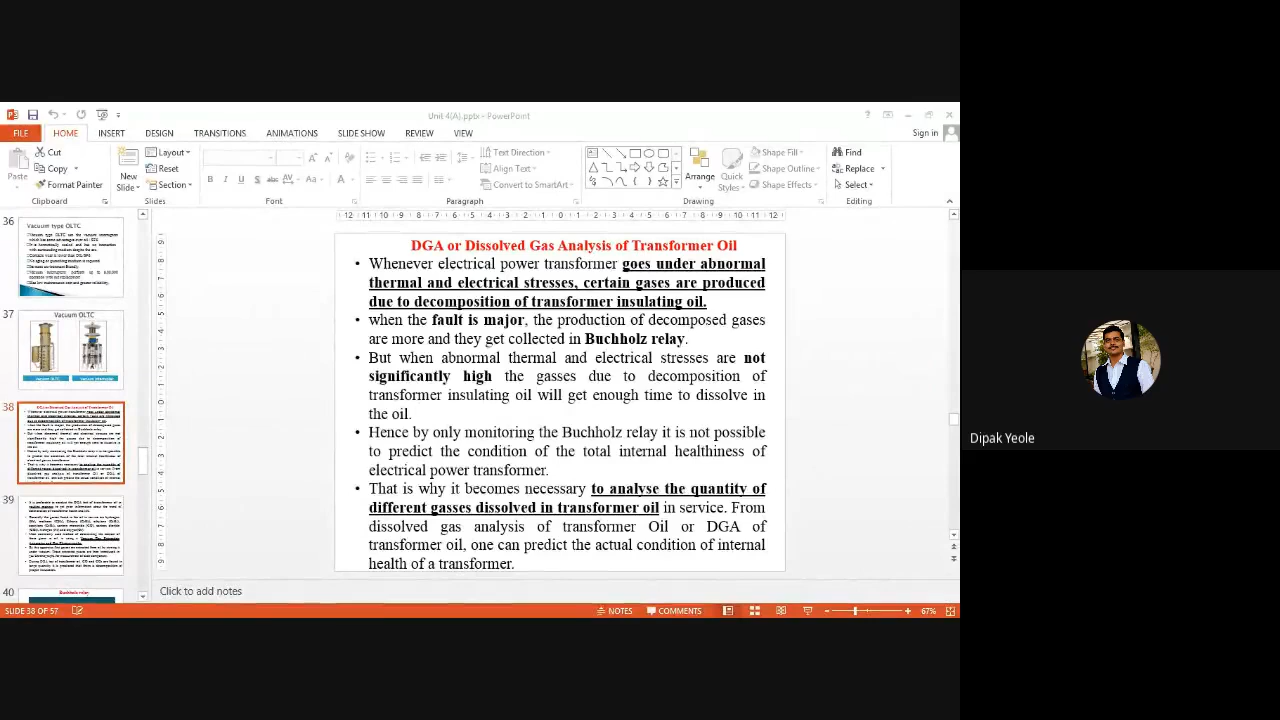 Unit 4(A).pptx - PowerPoint
FILE HOME INSERT DESIGN TRANSITIONS ANIMATIONS SLIDE SHOW REVIEW VIEW Sign in
Paste
Cut
Copy
Format Painter
Clipboard
New
Slide
Layout
Reset
Section
Slides
Font
Text Direction
Align Text
Convert to SmartArt
Paragraph
Arrange
Quick
Styles
Shape Fill
Shape Outline
Shape Effects
Drawing
Find
Replace
Select
Editing
36
Vacuum type OLTC
37
Vacuum OLTC
38
39
40
Buchholz relay
DGA or Dissolved Gas Analysis of Transformer Oil
• Whenever electrical power transformer goes under abnormal
thermal and electrical stresses, certain gases are produced
due to decomposition of transformer insulating oil.
• when the fault is major, the production of decomposed gases
are more and they get collected in Buchholz relay.
• But when abnormal thermal and electrical stresses are not
significantly high the gasses due to decomposition of
transformer insulating oil will get enough time to dissolve in
the oil.
• Hence by only monitoring the Buchholz relay it is not possible
to predict the condition of the total internal healthiness of
electrical power transformer.
• That is why it becomes necessary to analyse the quantity of
different gasses dissolved in transformer oil in service. From
dissolved gas analysis of transformer Oil or DGA of
transformer oil, one can predict the actual condition of internal
health of a transformer.
Click to add notes
SLIDE 38 OF 57
NOTES COMMENTS 67%
Dipak Yeole